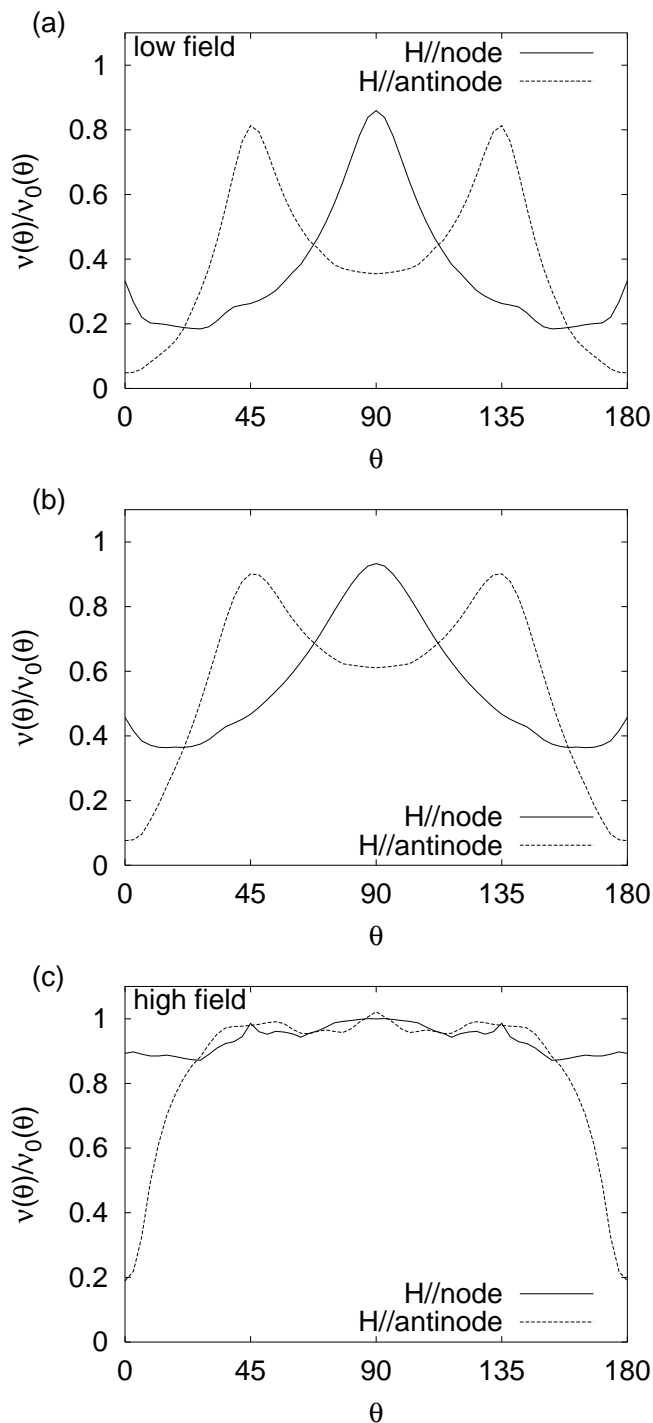 (a)
low field
H//node
H//antinode
1
0.8
0.6
0.4
0.2
0
ν(θ)/ν0(θ)
0 45 90 135 180
θ
(b)
1
0.8
0.6
0.4
0.2
0
ν(θ)/ν0(θ)
H//node
H//antinode
0 45 90 135 180
θ
(c)
high field
1
0.8
0.6
0.4
0.2
0
ν(θ)/ν0(θ)
H//node
H//antinode
0 45 90 135 180
θ